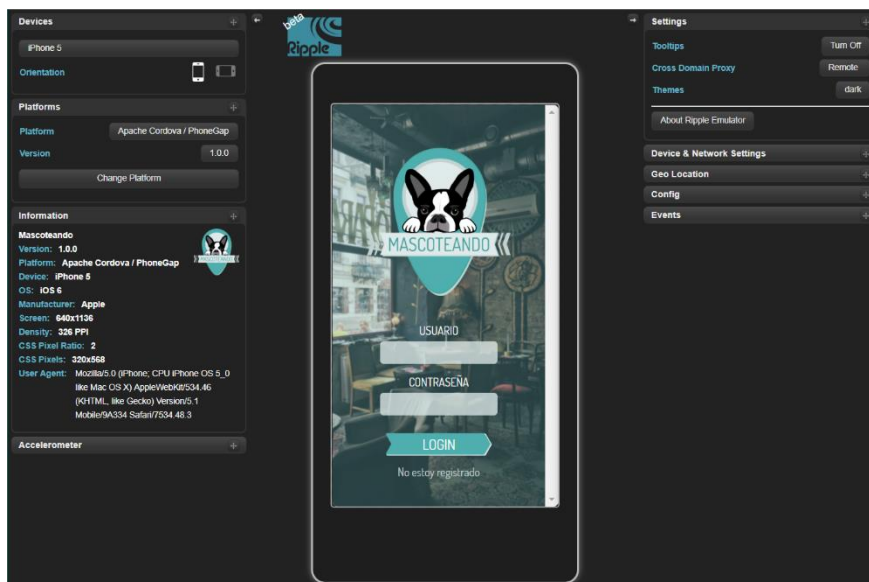 Devices
iPhone 5
Orientation
Platforms
Platform Apache Cordova / PhoneGap
Version 1.0.0
Change Platform
Information
Mascoteando
Version: 1.0.0
Platform: Apache Cordova / PhoneGap
Device: iPhone 5
OS: iOS 6
Manufacturer: Apple
Screen: 640x1136
Density: 326 PPI
CSS Pixel Ratio: 2
CSS Pixels: 320x568
User Agent: Mozilla/5.0 (iPhone; CPU iPhone OS 5_0
like Mac OS X) AppleWebKit/534.46
(KHTML, like Gecko) Version/5.1
Mobile/9A334 Safari/7534.48.3
MASCOTEANDO
Accelerometer
beta
Ripple
MASCOTEANDO
USUARIO
CONTRASEÑA
LOGIN
No estoy registrado
Settings
Tooltips Turn Off
Cross Domain Proxy Remote
Themes dark
About Ripple Emulator
Device & Network Settings
Geo Location
Config
Events